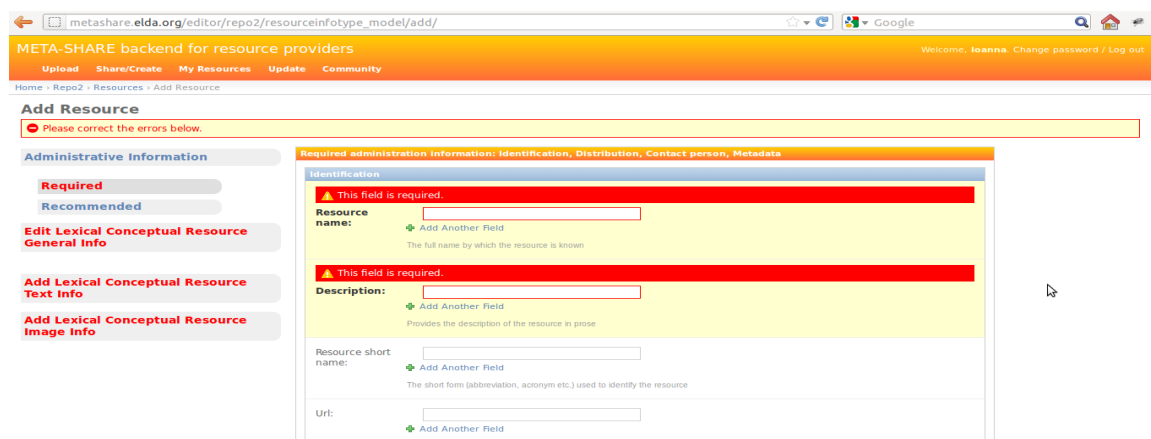 metashare.elda.org/editor/repo2/resourceinfotype_model/add/ Google
META-SHARE backend for resource providers Welcome, Ioanna. Change password / Log out
Upload Share/Create My Resources Update Community
Home › Repo2 › Resources › Add Resource
Add Resource
Please correct the errors below.
Administrative Information
Required
Recommended
Edit Lexical Conceptual Resource
General Info
Add Lexical Conceptual Resource
Text Info
Add Lexical Conceptual Resource
Image Info
Required administration information: Identification, Distribution, Contact person, Metadata
Identification
This field is required.
Resource
name:
Add Another Field
The full name by which the resource is known
This field is required.
Description:
Add Another Field
Provides the description of the resource in prose
Resource short
name:
Add Another Field
The short form (abbreviation, acronym etc.) used to identify the resource
Url:
Add Another Field